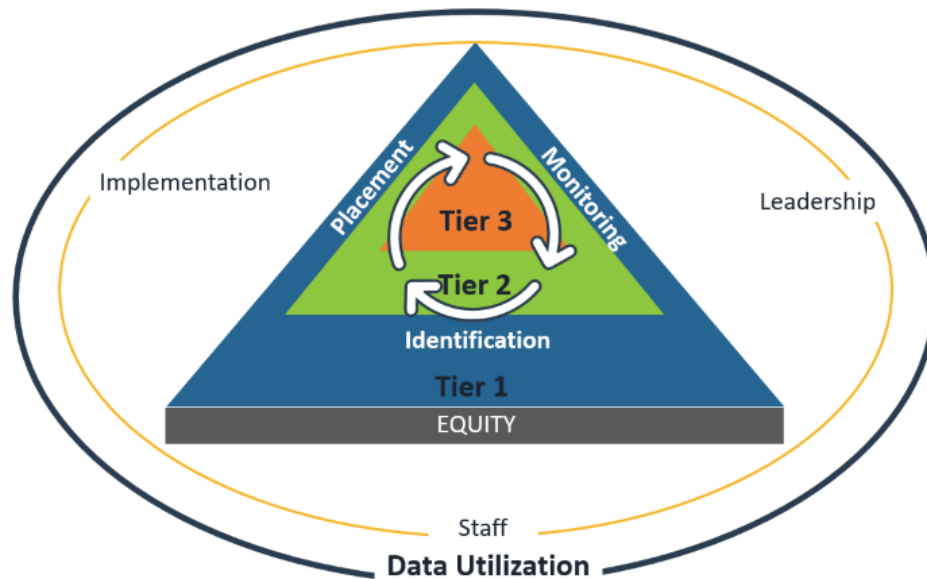 Implementation
Placement
Monitoring
Leadership
Tier 3
Tier 2
Identification
Tier 1
EQUITY
Staff
Data Utilization